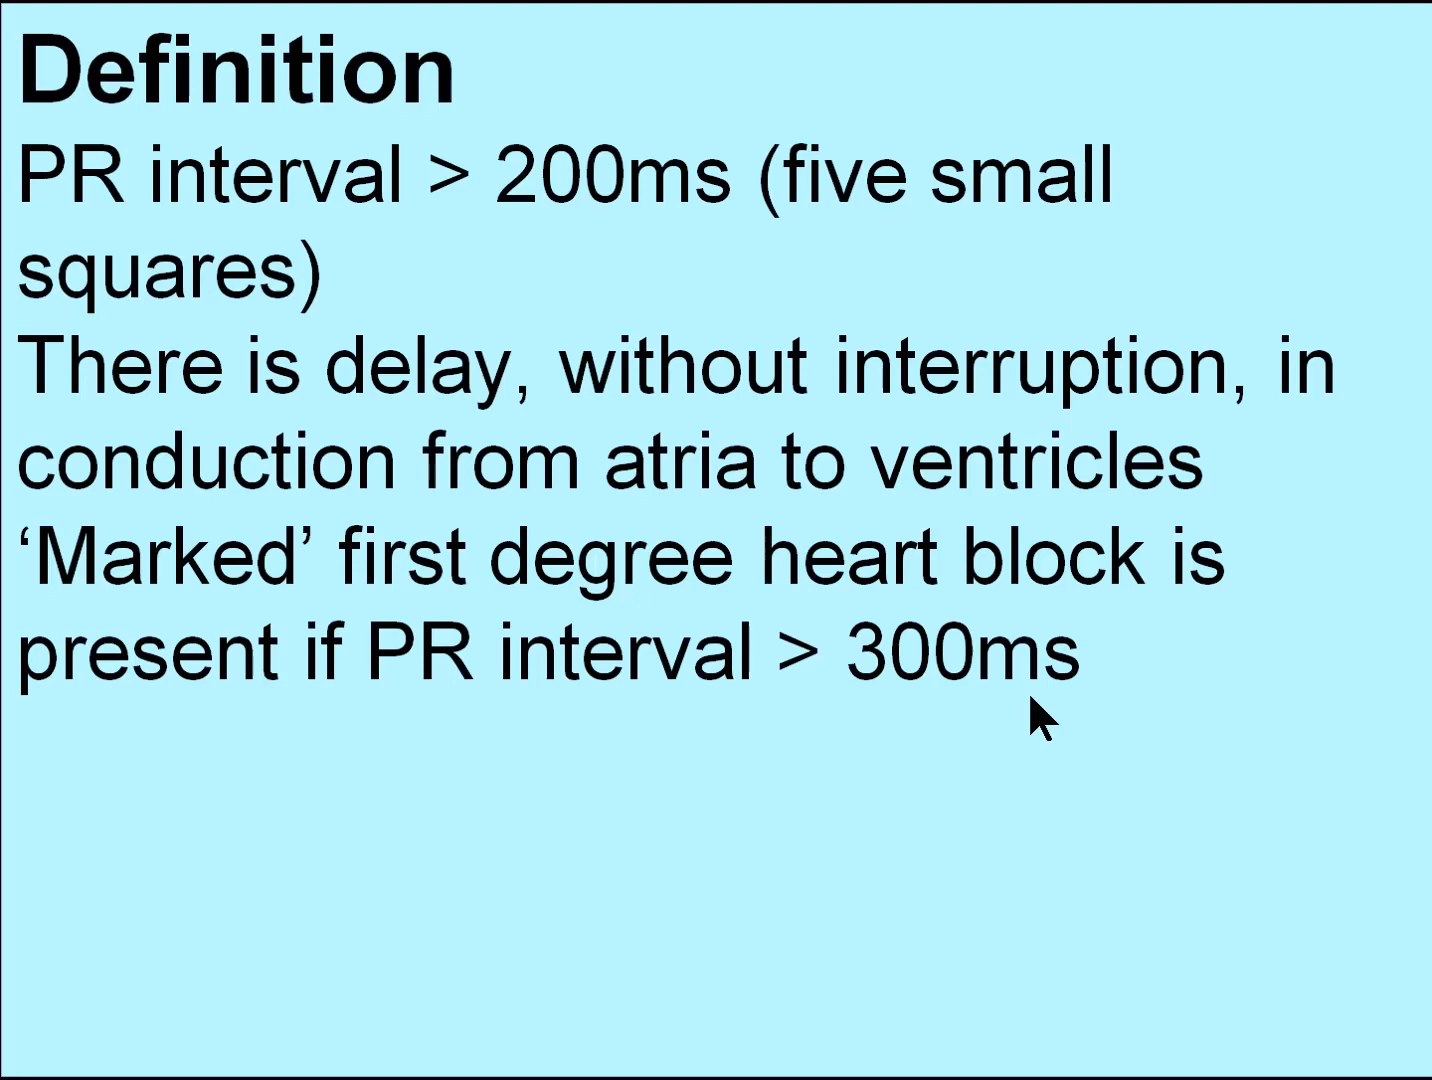 Definition
PR interval > 200ms (five small
squares)
There is delay, without interruption, in
conduction from atria to ventricles
‘Marked’ first degree heart block is
present if PR interval > 300ms